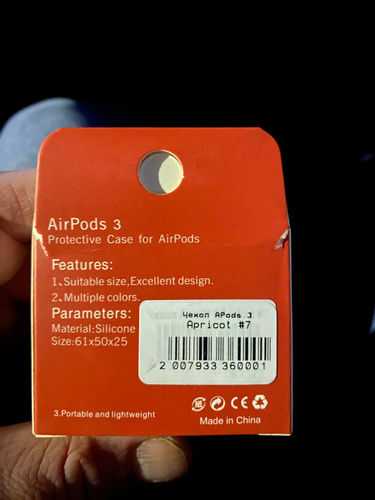 AirPods 3
Protective Case for AirPods
Features:
1、Suitable size,Excellent design.
2、Multiple colors.
Parameters:
Material:Silicone
Size:61x50x25
Чехол APods 3
Apricot #7
2 007933 360001
3.Portable and lightweight
CE
Made in China